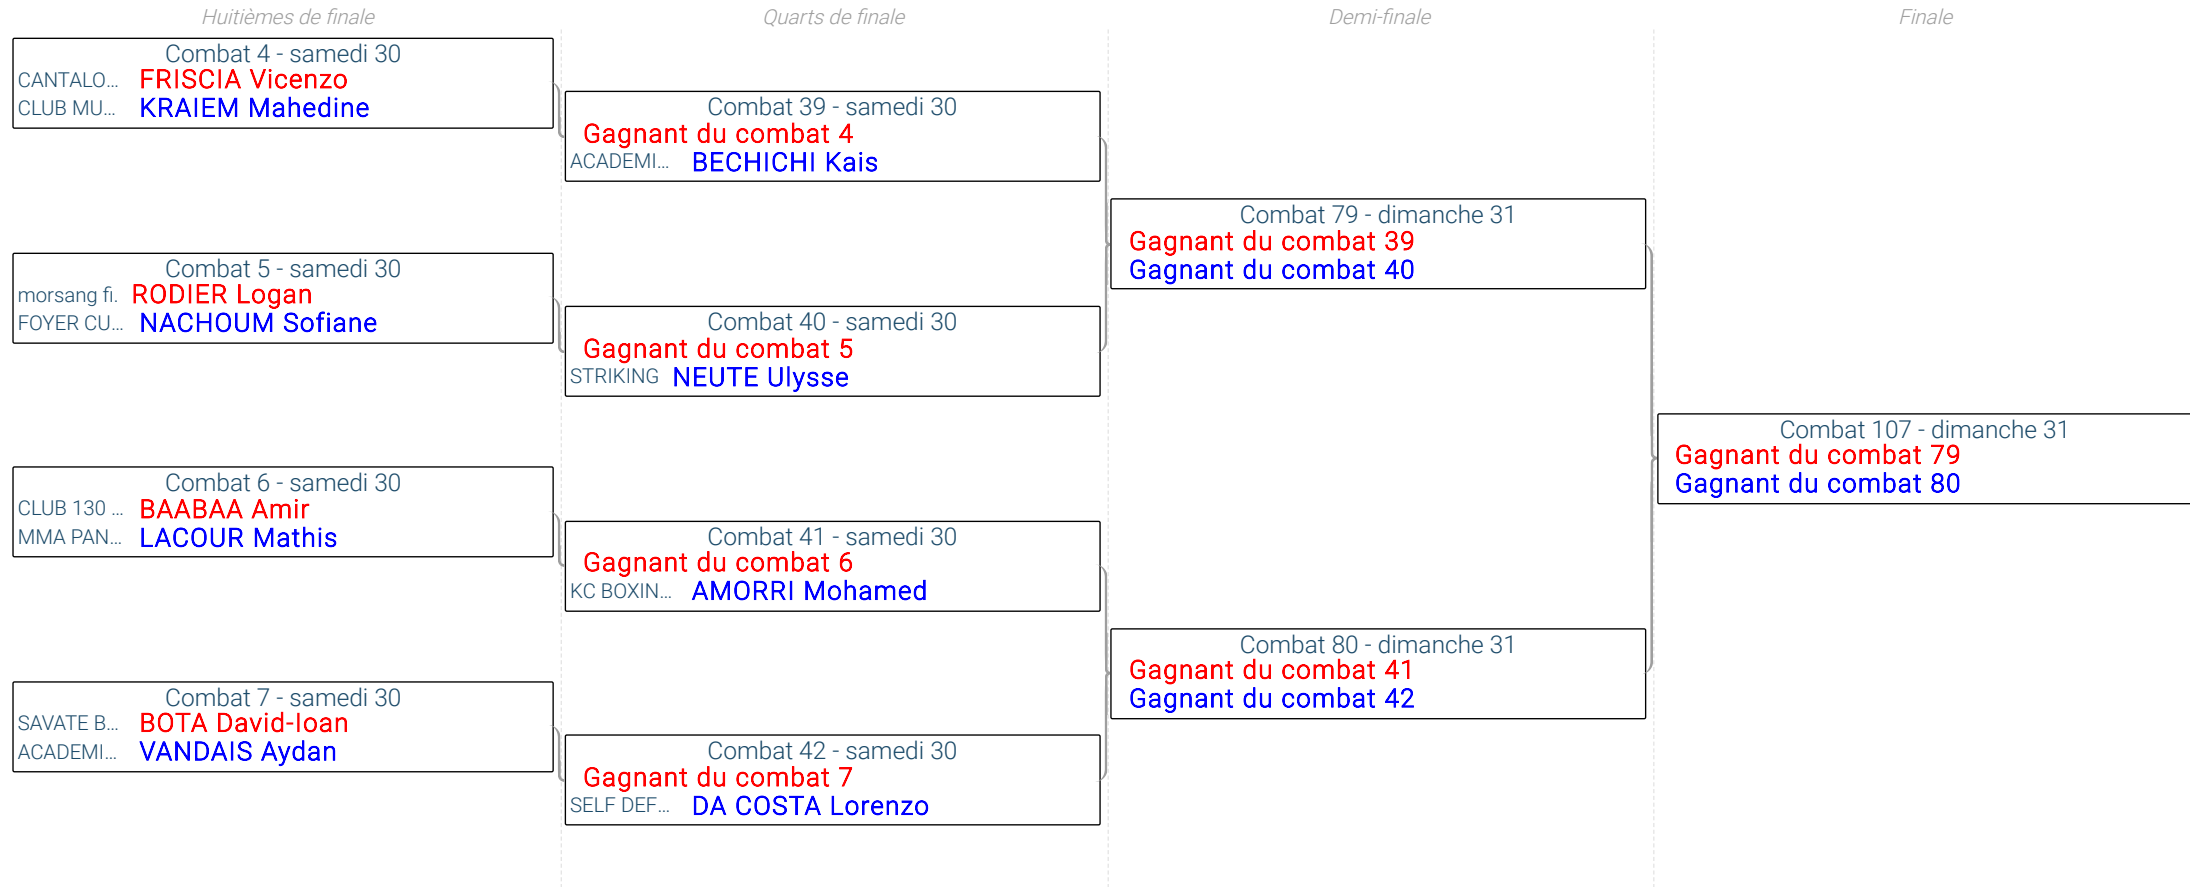 Huitièmes de finale
Quarts de finale
Demi-finale
Finale
Combat 4 - samedi 30
CANTALO... FRISCIA Vicenzo
CLUB MU... KRAIEM Mahedine
Combat 5 - samedi 30
morsang fi. RODIER Logan
FOYER CU... NACHOUM Sofiane
Combat 6 - samedi 30
CLUB 130 ... BAABAA Amir
MMA PAN... LACOUR Mathis
Combat 7 - samedi 30
SAVATE B... BOTA David-Ioan
ACADEMI... VANDAIS Aydan
Combat 39 - samedi 30
Gagnant du combat 4
ACADEMI... BECHICHI Kais
Combat 40 - samedi 30
Gagnant du combat 5
STRIKING NEUTE Ulysse
Combat 41 - samedi 30
Gagnant du combat 6
KC BOXIN... AMORRI Mohamed
Combat 42 - samedi 30
Gagnant du combat 7
SELF DEF... DA COSTA Lorenzo
Combat 79 - dimanche 31
Gagnant du combat 39
Gagnant du combat 40
Combat 80 - dimanche 31
Gagnant du combat 41
Gagnant du combat 42
Combat 107 - dimanche 31
Gagnant du combat 79
Gagnant du combat 80